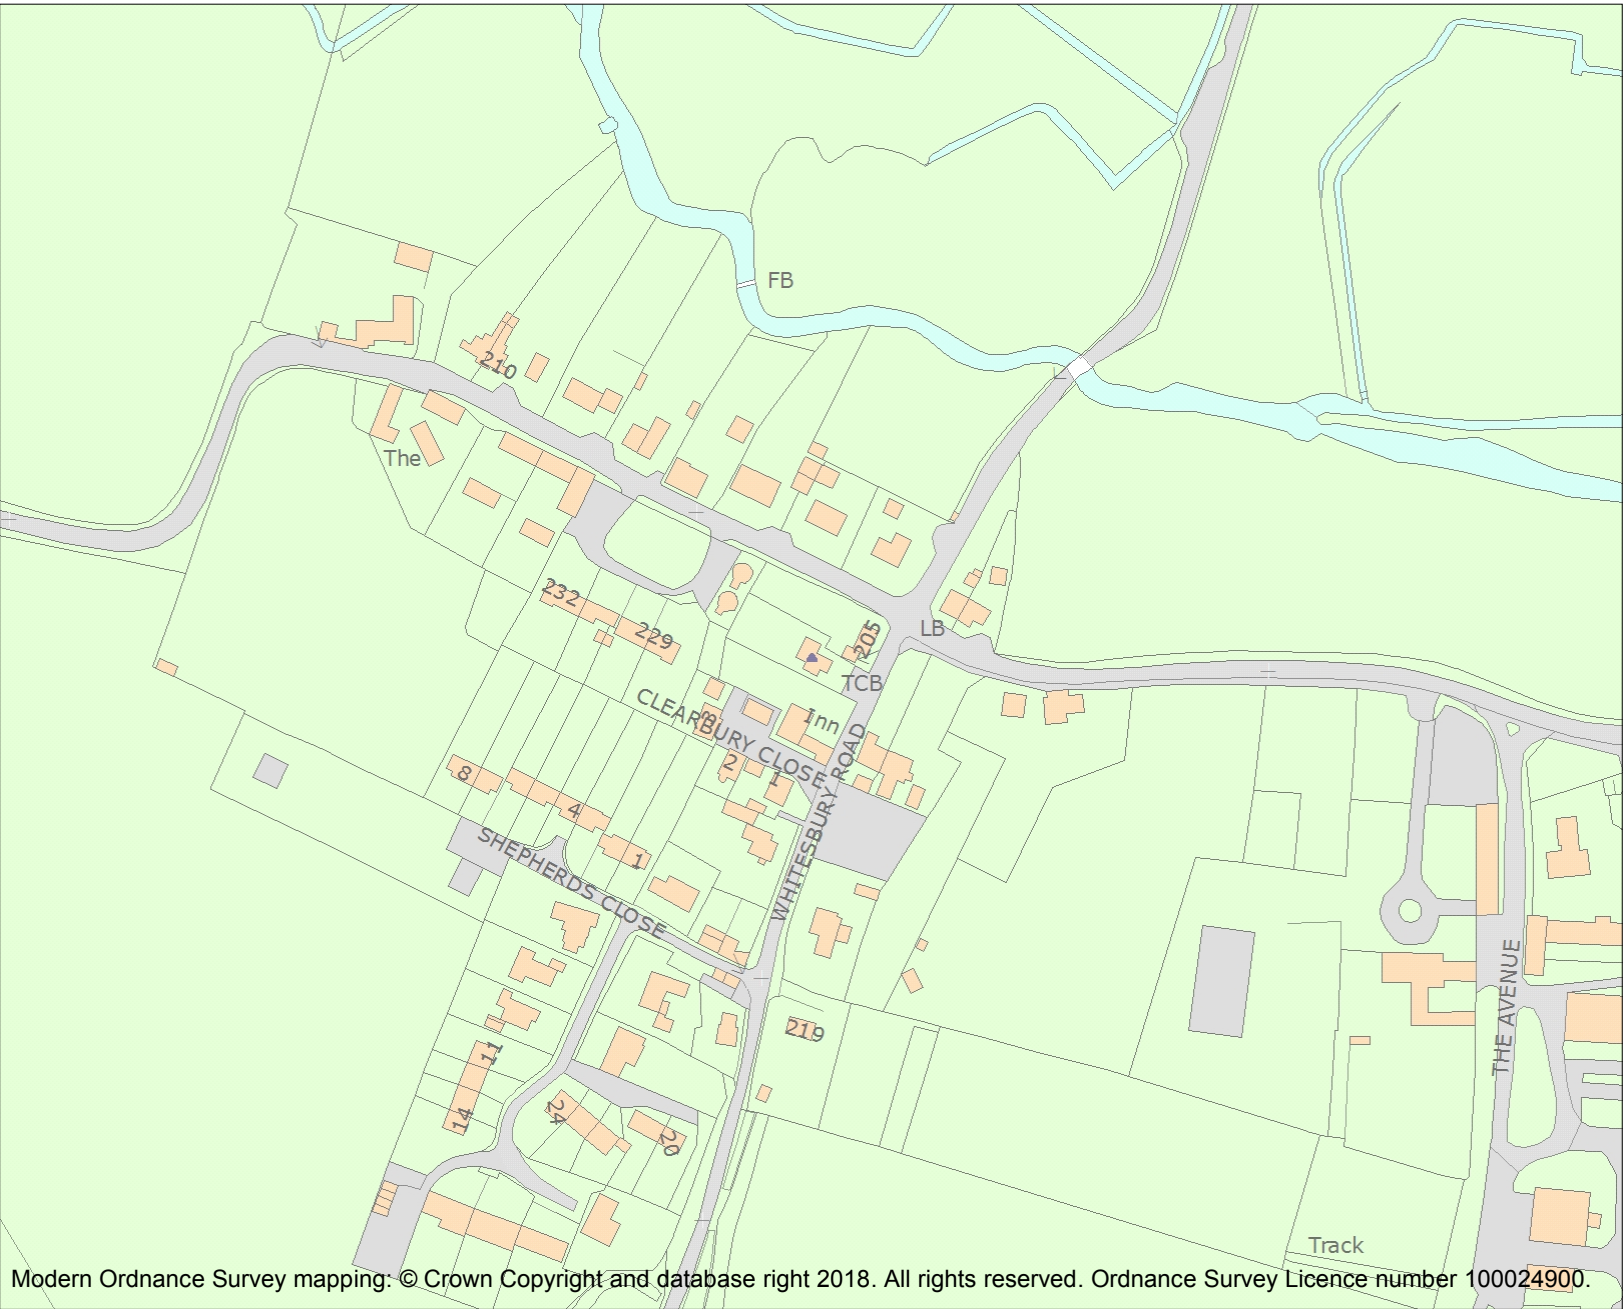 FB
210
The
232
229
205
LB
TCB
CLEARBURY CLOSE
3
Inn
2
1
8
4
1
WHITESBURY ROAD
SHEPHERDS CLOSE
219
THE AVENUE
11
14
24
20
Track
Modern Ordnance Survey mapping: © Crown Copyright and database right 2018. All rights reserved. Ordnance Survey Licence number 100024900.